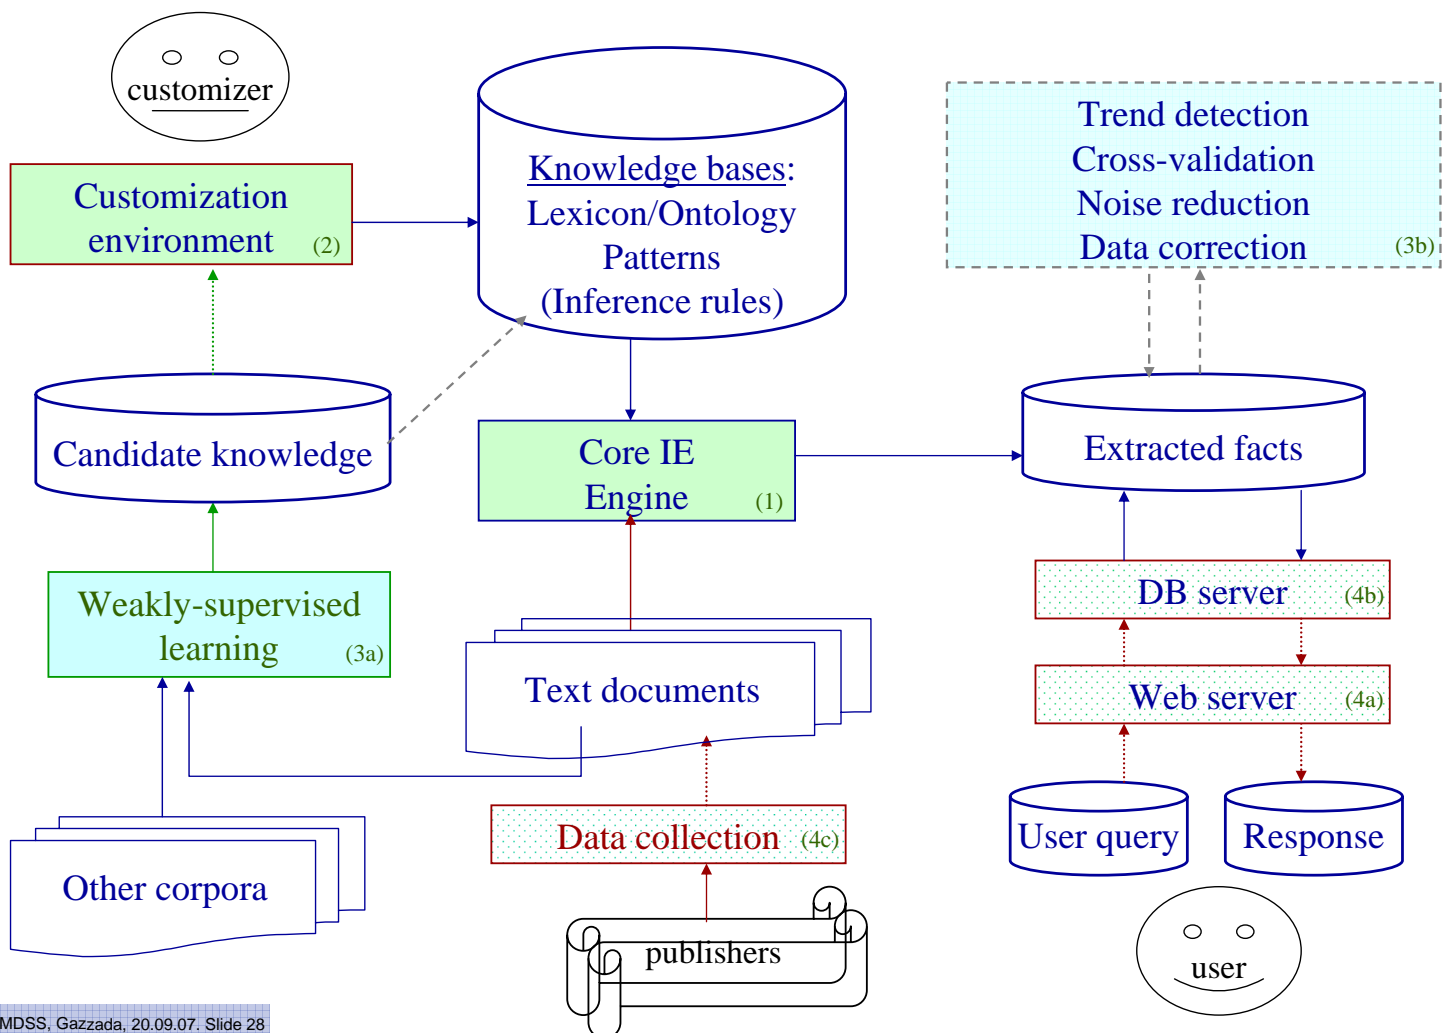 customizer
Customization
environment (2)
Knowledge bases:
Lexicon/Ontology
Patterns
(Inference rules)
Trend detection
Cross-validation
Noise reduction
Data correction (3b)
Candidate knowledge
Core IE
Engine (1)
Extracted facts
Weakly-supervised
learning (3a)
Text documents
DB server (4b)
Web server (4a)
Data collection (4c)
User query
Response
Other corpora
publishers
user
MDSS, Gazzada, 20.09.07. Slide 28